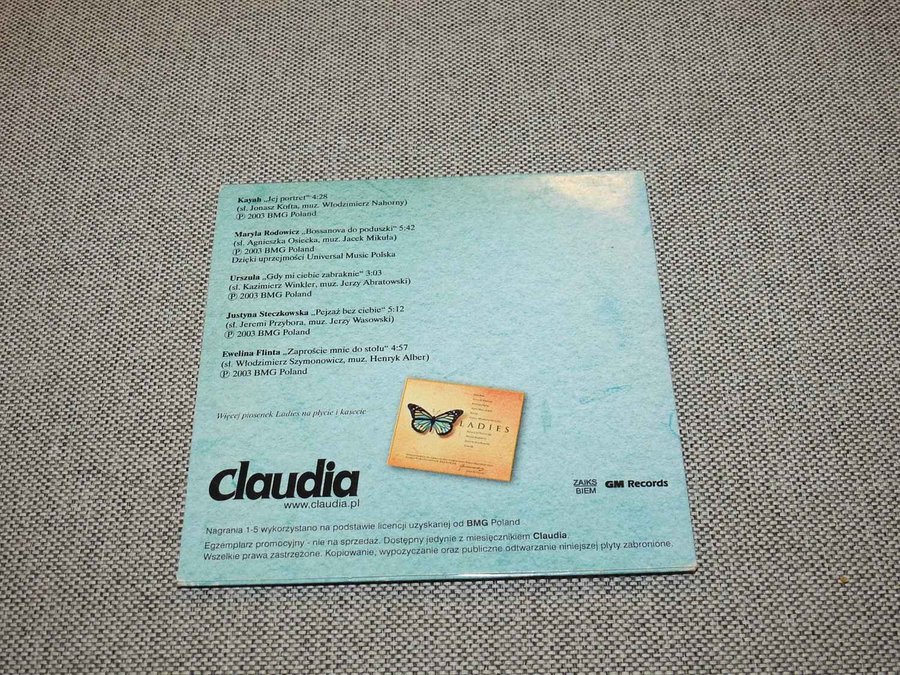 Kayah „Jej portret" 4:28
(sł. Jonasz Kofta, muz. Włodzimierz Nahorny)
Ⓟ 2003 BMG Poland
Maryla Rodowicz „Bossanova do poduszki" 5:42
(sł. Agnieszka Osiecka, muz. Jacek Mikuła)
Ⓟ 2003 BMG Poland
Dzięki uprzejmości Universal Music Polska
Urszula „Gdy mi ciebie zabraknie" 3:03
(sł. Kazimierz Winkler, muz. Jerzy Abratowski)
Ⓟ 2003 BMG Poland
Justyna Steczkowska „Pejzaż bez ciebie" 5:12
(sł. Jeremi Przybora, muz. Jerzy Wasowski)
Ⓟ 2003 BMG Poland
Ewelina Flinta „Zaproście mnie do stołu" 4:57
(sł. Włodzimierz Szymonowicz, muz. Henryk Alber)
Ⓟ 2003 BMG Poland
Więcej piosenek Ladies na płycie i kasecie
LADIES
Claudia
www.claudia.pl
ZAIKS
BIEM
GM Records
Nagrania 1-5 wykorzystano na podstawie licencji uzyskanej od BMG Poland
Egzemplarz promocyjny - nie na sprzedaż. Dostępny jedynie z miesięcznikiem Claudia.
Wszelkie prawa zastrzeżone. Kopiowanie, wypożyczanie oraz publiczne odtwarzanie niniejszej płyty zabronione.